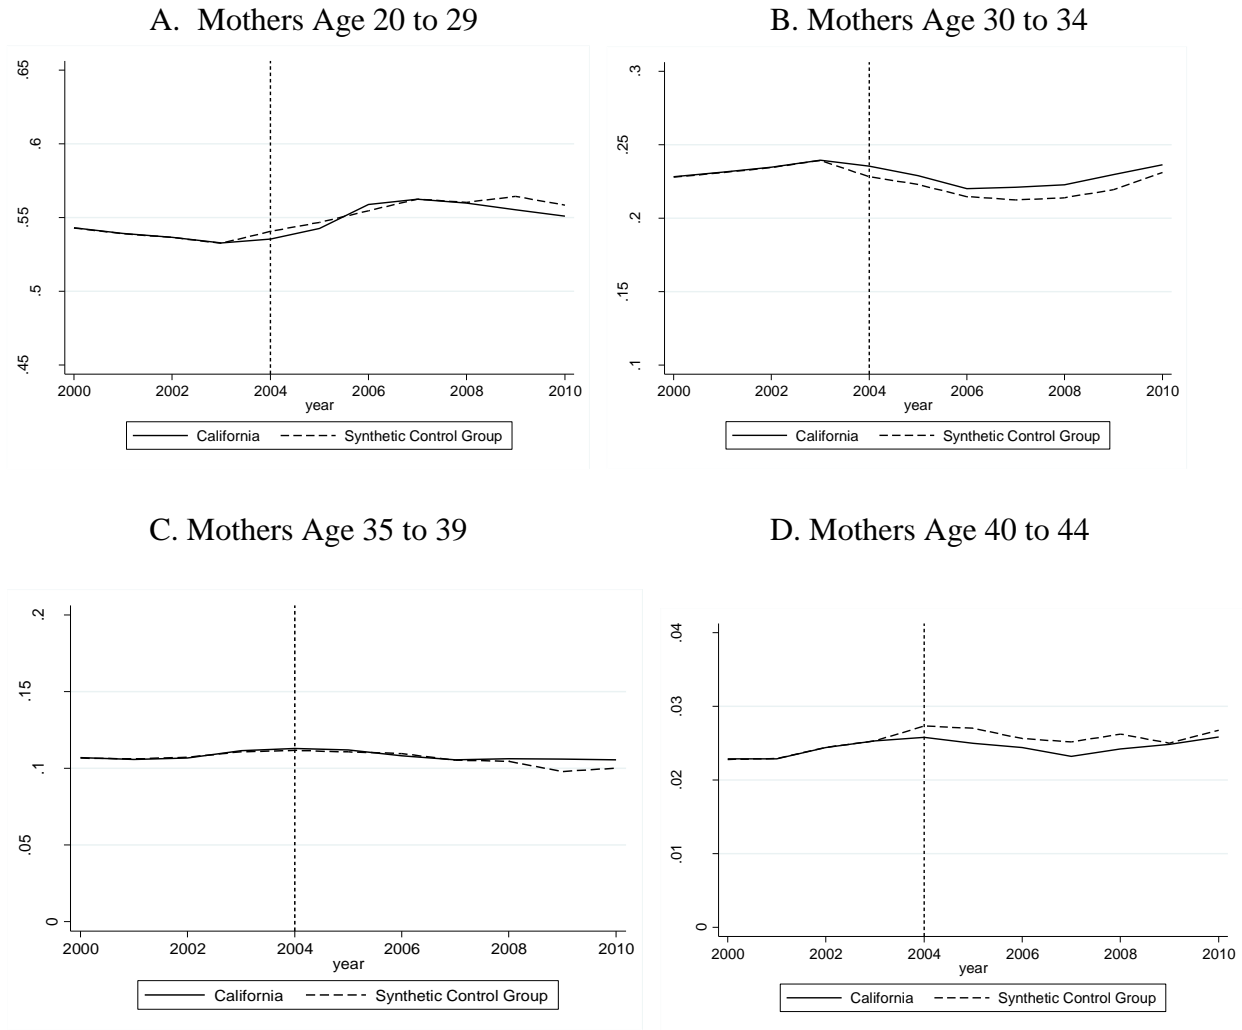 A. Mothers Age 20 to 29
.65
.6
.55
.5
.45
2000 2002 2004 2006 2008 2010
year
California Synthetic Control Group
B. Mothers Age 30 to 34
.3
.25
.2
.15
.1
2000 2002 2004 2006 2008 2010
year
California Synthetic Control Group
C. Mothers Age 35 to 39
.2
.15
.1
.05
0
2000 2002 2004 2006 2008 2010
year
California Synthetic Control Group
D. Mothers Age 40 to 44
.04
.03
.02
.01
0
2000 2002 2004 2006 2008 2010
year
California Synthetic Control Group